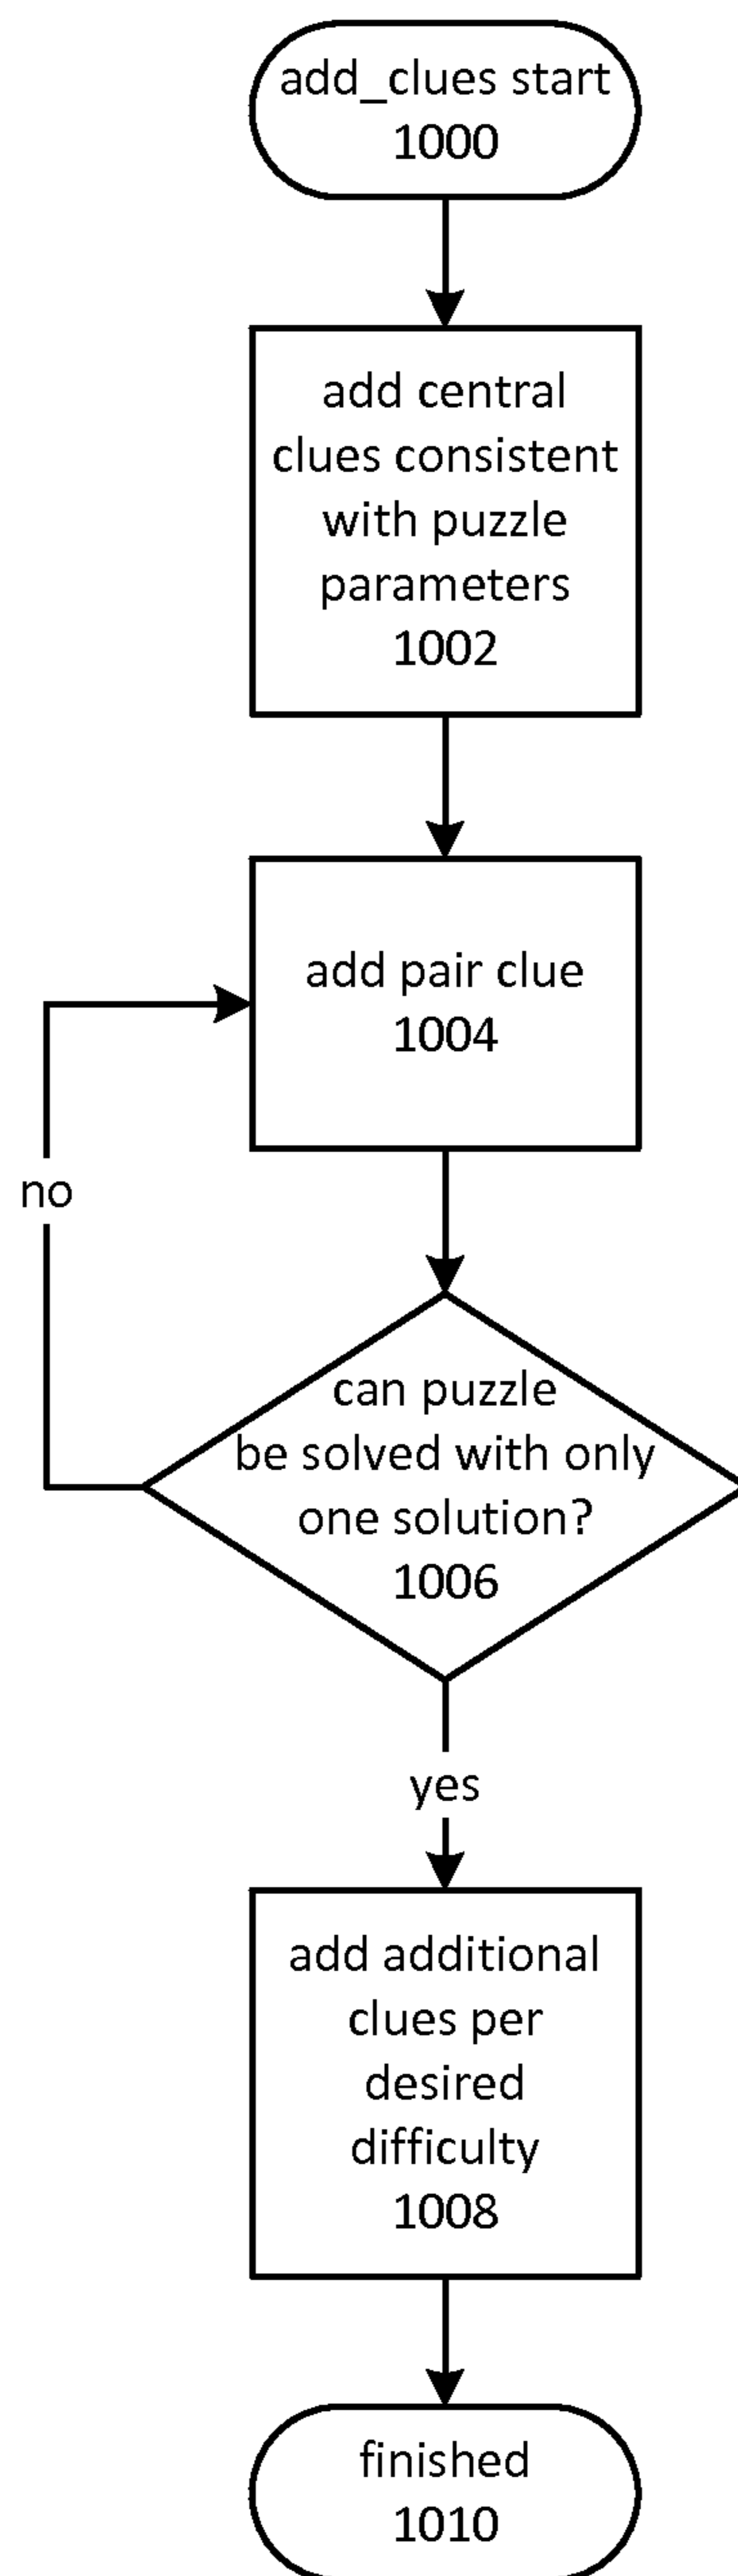 add_clues start
1000
add central
clues consistent
with puzzle
parameters
1002
add pair clue
1004
no
can puzzle
be solved with only
one solution?
1006
yes
add additional
clues per
desired
difficulty
1008
finished
1010